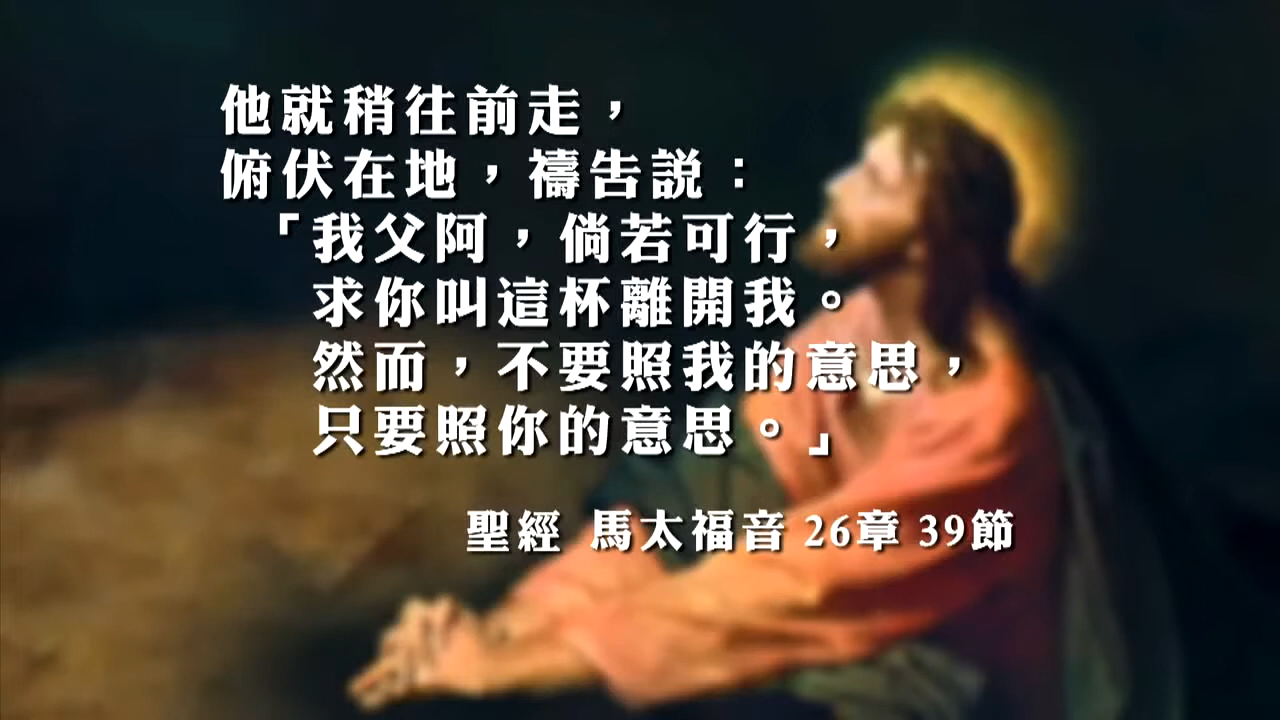 他就稍往前走，
俯伏在地，禱告説：
「我父阿，倘若可行，
求你叫這杯離開我。
然而，不要照我的意思，
只要照你的意思。」
聖經 馬太福音 26章 39節